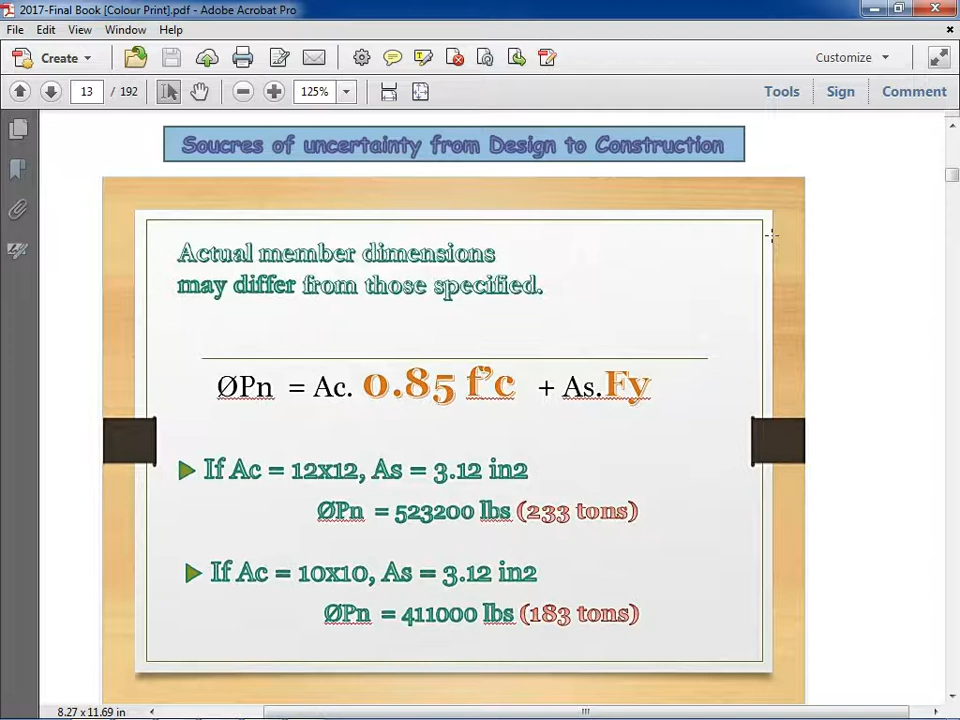 2017-Final Book [Colour Print].pdf - Adobe Acrobat Pro
File Edit View Window Help
Create Customize
13 / 192 125% Tools Sign Comment
Soucres of uncertainty from Design to Construction
Actual member dimensions
may differ from those specified.
ØPn = Ac. 0.85 f'c + As.Fy
If Ac = 12x12, As = 3.12 in2
ØPn = 523200 lbs (233 tons)
If Ac = 10x10, As = 3.12 in2
ØPn = 411000 lbs (183 tons)
8.27 x 11.69 in